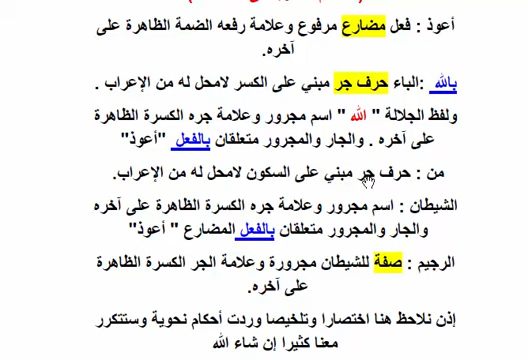 أعوذ : فعل مضارع مرفوع وعلامة رفعه الضمة الظاهرة على
آخره.
بالله :الباء حرف جر مبني على الكسر لامحل له من الإعراب .
ولفظ الجلالة " الله " اسم مجرور وعلامة جره الكسرة الظاهرة
على آخره . والجار والمجرور متعلقان بالفعل "أعوذ"
من : حرف جر مبني على السكون لامحل له من الإعراب.
الشيطان : اسم مجرور وعلامة جره الكسرة الظاهرة على آخره
والجار والمجرور متعلقان بالفعل المضارع " أعوذ"
الرجيم : صفة للشيطان مجرورة وعلامة الجر الكسرة الظاهرة
على آخره.
إذن نلاحظ هنا اختصارا وتلخيصا وردت أحكام نحوية وستتكرر
معنا كثيرا إن شاء الله